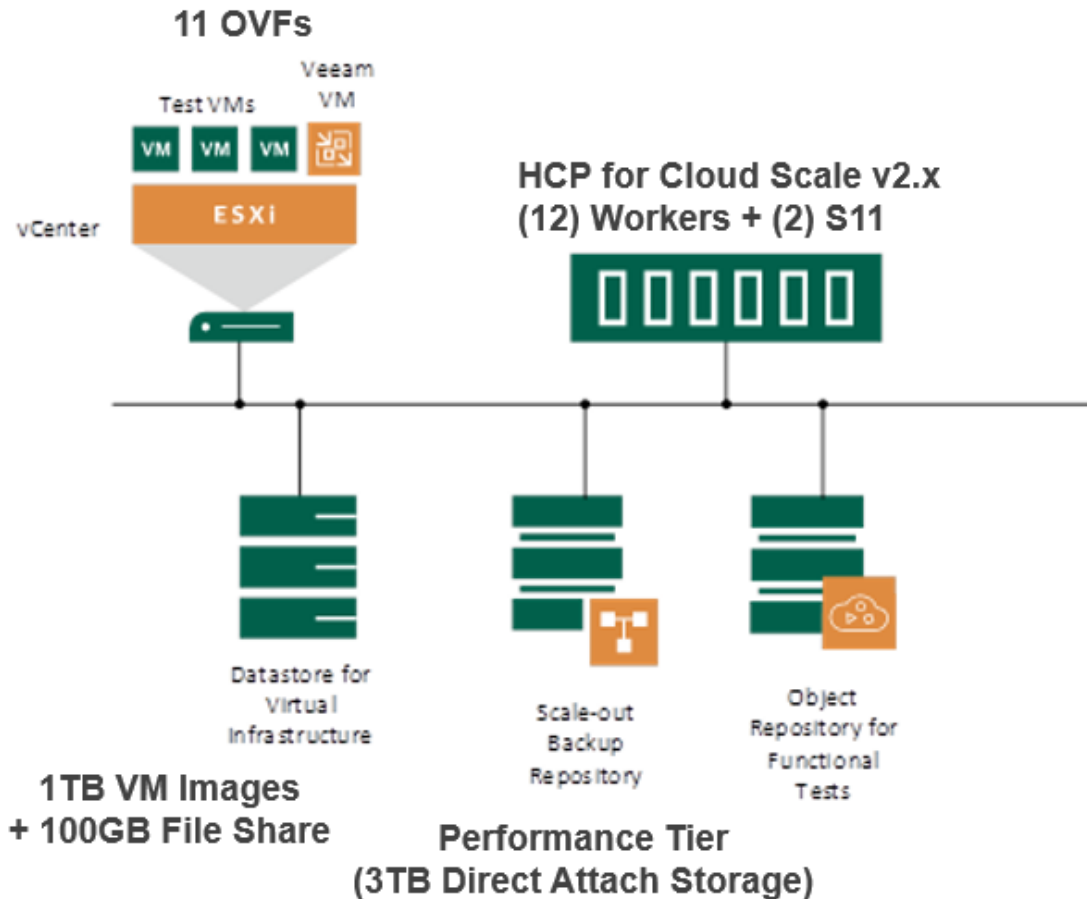 11 OVFs
Veeam
VM
Test VMs
VM
VM
VM
vCenter
ESXi
HCP for Cloud Scale v2.x
(12) Workers + (2) S11
Datastore for
Virtual
Infrastructure
1TB VM Images
+ 100GB File Share
Scale-out
Backup
Repository
Performance Tier
(3TB Direct Attach Storage)
Object
Repository for
Functional
Tests